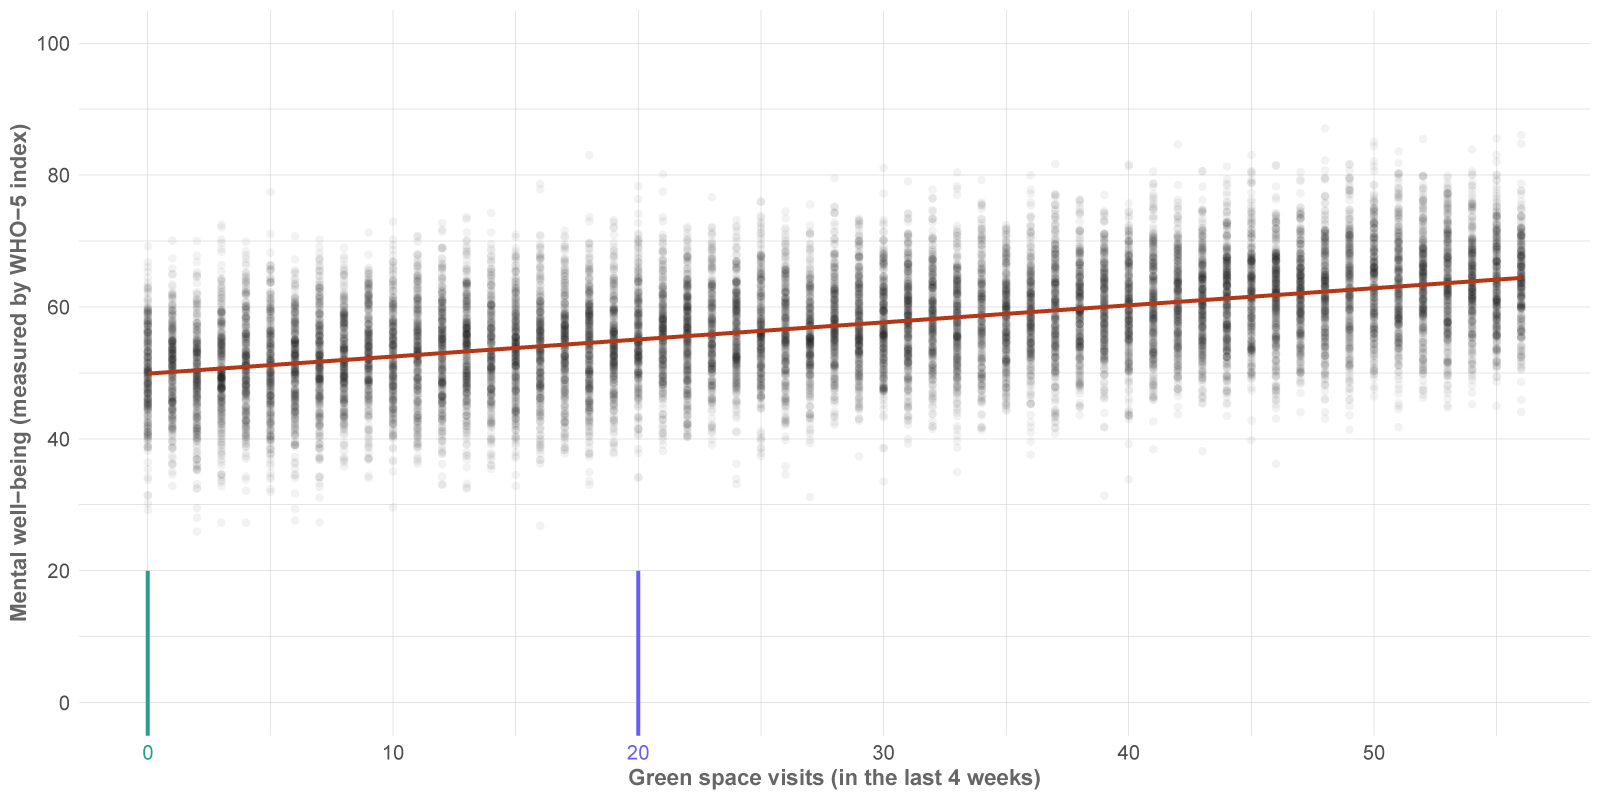 Mental well−being (measured by WHO−5 index)
100
80
60
40
20
0
0 10 20 30 40 50
Green space visits (in the last 4 weeks)